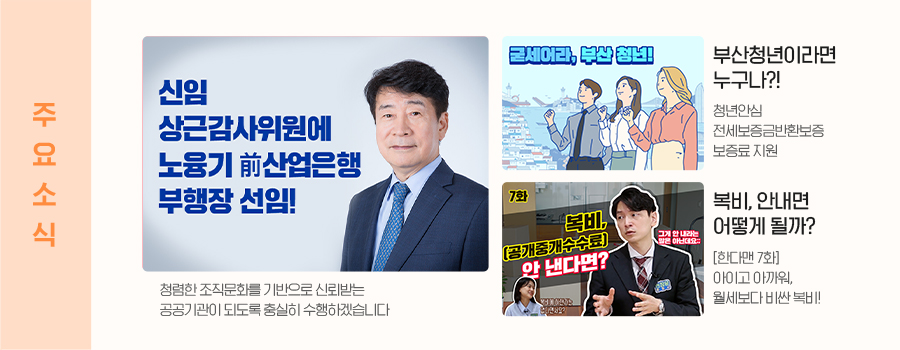 주요소식
신임
상근감사위원에
노융기 前산업은행
부행장 선임!
청렴한 조직문화를 기반으로 신뢰받는
공공기관이 되도록 충실히 수행하겠습니다
굳세어라, 부산 청년!
부산청년이라면
누구나?!
청년안심
전세보증금반환보증
보증료 지원
7화
복비,
(공개중개수수료)
안 낸다면?
그게 안 내라는
말은 아닌데요::
복비, 안내면
어떻게 될까?
[한다맨 7화]
아이고 아까워,
월세보다 비싼 복비!